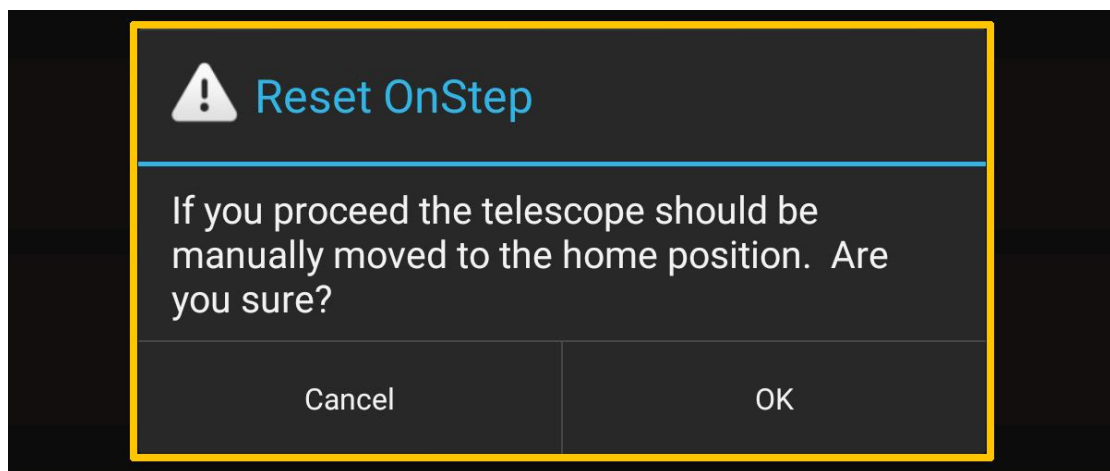 Reset OnStep
If you proceed the telescope should be
manually moved to the home position.  Are
you sure?
Cancel
OK